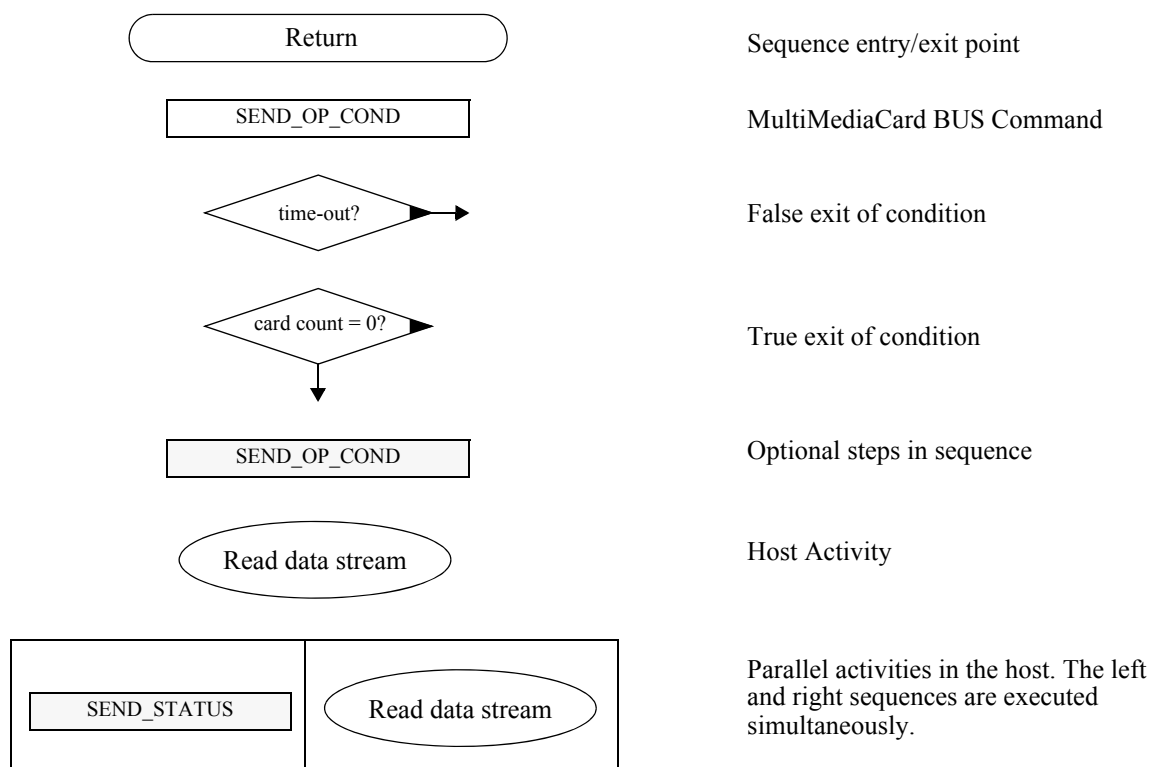 Return
Sequence entry/exit point
SEND_OP_COND
MultiMediaCard BUS Command
time-out?
False exit of condition
card count = 0?
True exit of condition
SEND_OP_COND
Optional steps in sequence
Read data stream
Host Activity
SEND_STATUS
Read data stream
Parallel activities in the host. The left
and right sequences are executed
simultaneously.